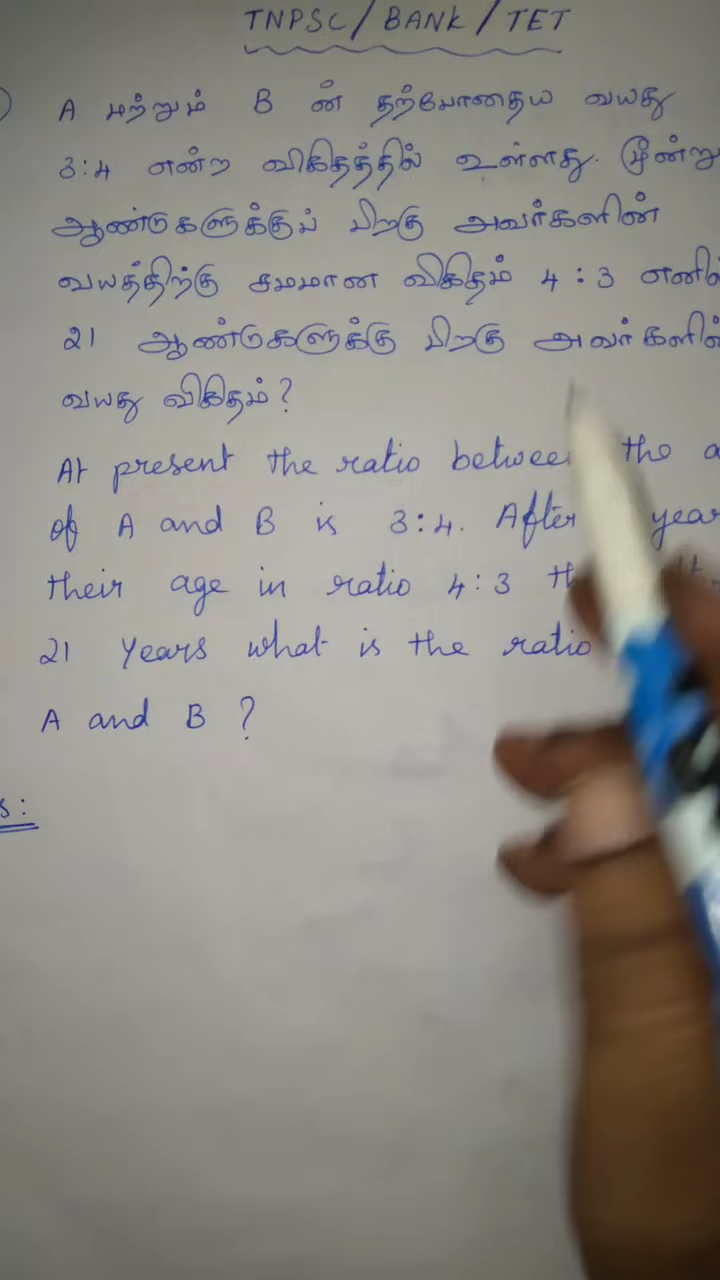 TNPSC / BANK / TET
A மற்றும் B ன் தற்போதைய வயது
3:4 என்ற விகிதத்தில் உள்ளது. மூன்று
ஆண்டுகளுக்குப் பிறகு அவர்களின்
வயத்திற்கு சமமான விகிதம் 4:3 எனில்
21 ஆண்டுகளுக்கு பிறகு அவர்களின்
வயது விகிதம்?
At present the ratio between the
of A and B is 3:4. After
their age in ratio 4:3
21 Years what is the ratio
A and B ?